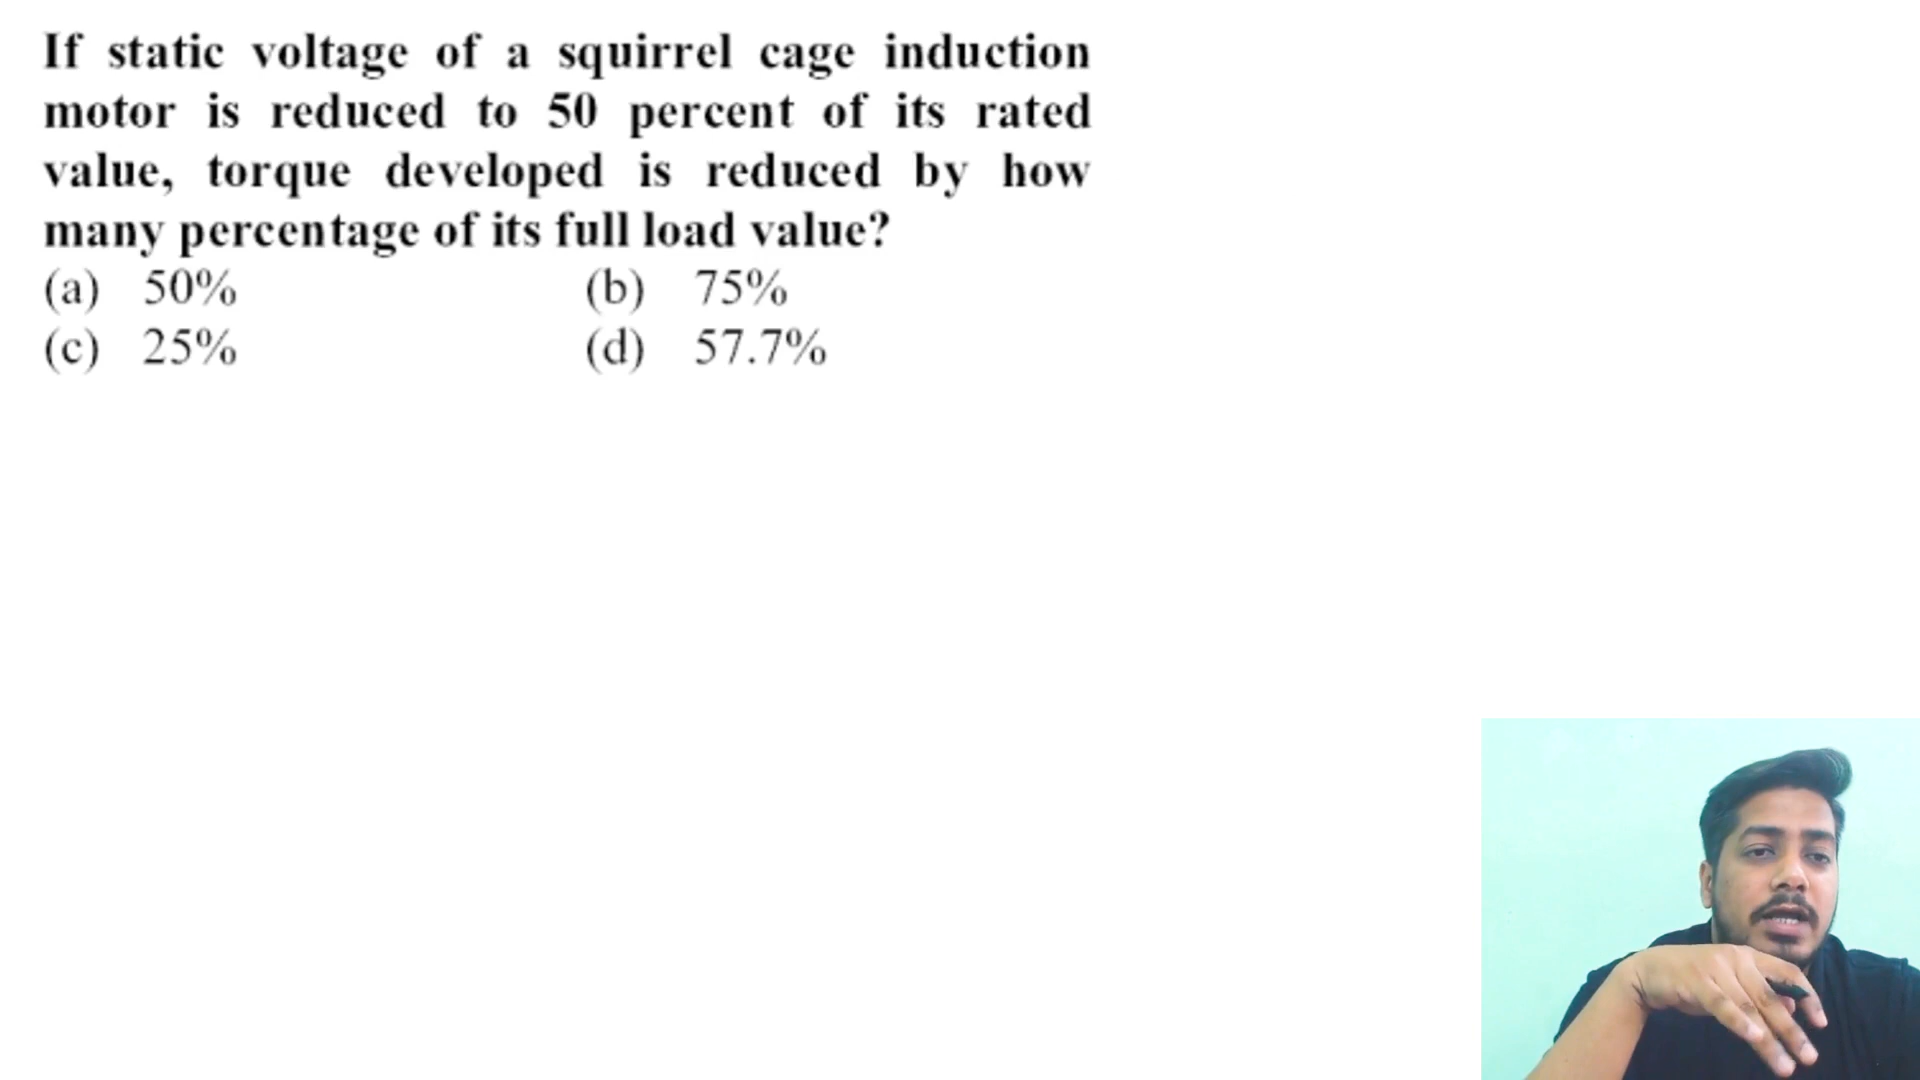 If static voltage of a squirrel cage induction
motor is reduced to 50 percent of its rated
value, torque developed is reduced by how
many percentage of its full load value?
(a) 50% (b) 75%
(c) 25% (d) 57.7%